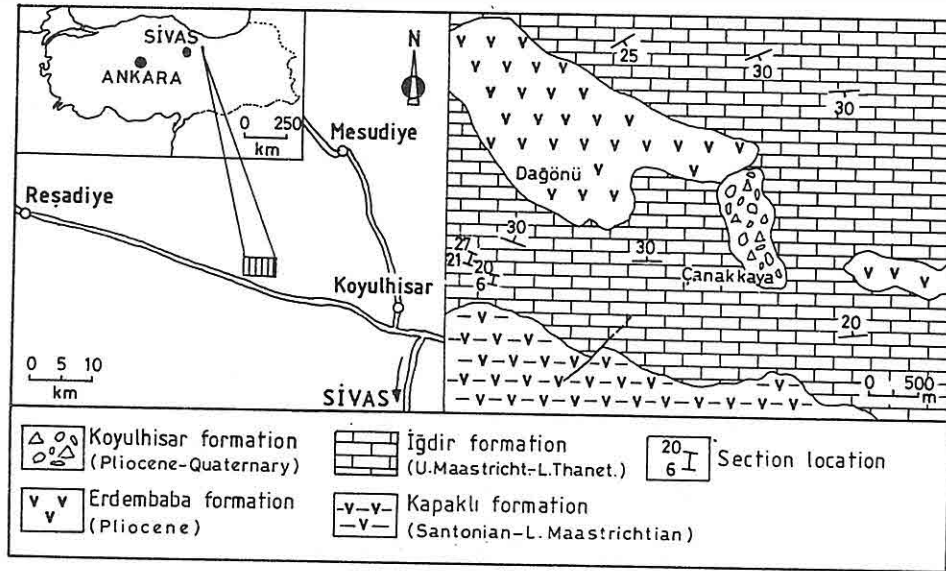 SİVAS
ANKARA
0 250
km
N
Mesudiye
Reşadiye
Koyulhisar
0 5 10
km
SİVAS
25
30
30
Dağönü
30
27
21
20
6
30
Çanakkaya
20
0 500
m
Koyulhisar formation
(Pliocene-Quaternary)
Erdembaba formation
(Pliocene)
İğdir formation
(U.Maastricht.-L.Thanet.)
Kapaklı formation
(Santonian-L. Maastrichtian)
20
6
Section location